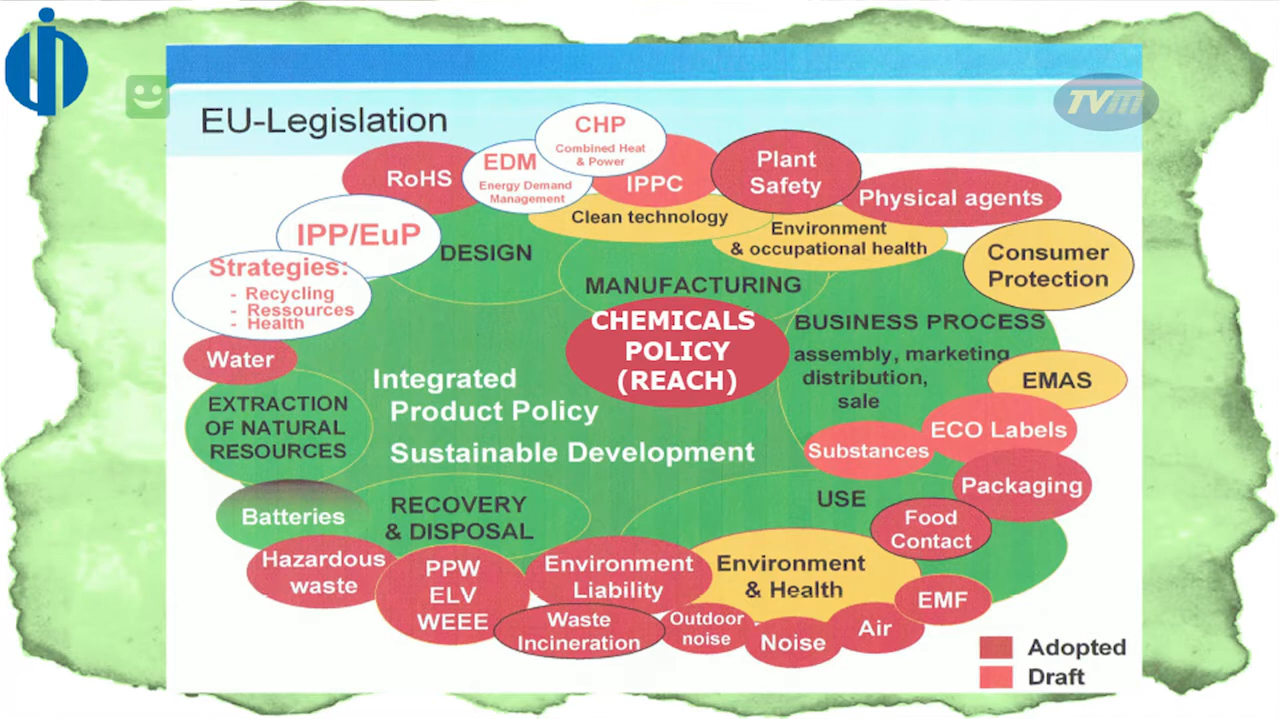 EU-Legislation
TVM
CHP
Combined Heat
& Power
EDM
Energy Demand
Management
RoHS
IPPC
Plant
Safety
Physical agents
Clean technology
Environment
& occupational health
IPP/EuP
DESIGN
Consumer
Protection
Strategies:
- Recycling
- Ressources
- Health
MANUFACTURING
CHEMICALS
POLICY
(REACH)
BUSINESS PROCESS
assembly, marketing
distribution,
sale
Water
EMAS
Integrated
Product Policy
Sustainable Development
EXTRACTION
OF NATURAL
RESOURCES
ECO Labels
Substances
Packaging
Batteries
RECOVERY
& DISPOSAL
USE
Food
Contact
Hazardous
waste
PPW
ELV
WEEE
Environment
Liability
Environment
& Health
EMF
Waste
Incineration
Outdoor
noise
Noise
Air
Adopted
Draft